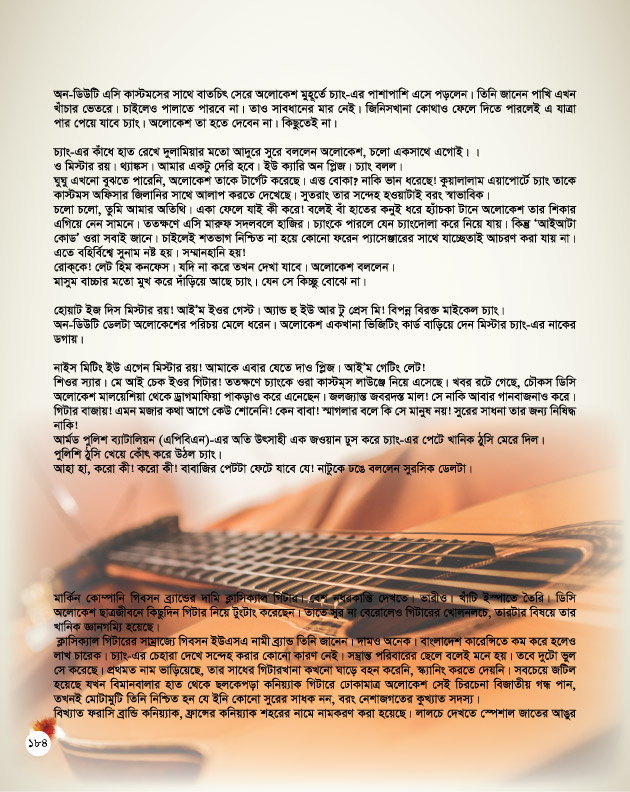 অন-ডিউটি এসি কাস্টমসের সাথে বাতচিৎ সেরে অলোকেশ মুহূর্তে চ্যাং-এর পাশাপাশি এসে পড়লেন। তিনি জানেন পাখি এখন
খাঁচার ভেতরে। চাইলেও পালাতে পারবে না। তাও সাবধানের মার নেই। জিনিসখানা কোথাও ফেলে দিতে পারলেই এ যাত্রা
পার পেয়ে যাবে চ্যাং। অলোকেশ তা হতে দেবেন না। কিছুতেই না।
চ্যাং-এর কাঁধে হাত রেখে দুলামিয়ার মতো আদুরে সুরে বললেন অলোকেশ, চলো একসাথে এগোই। ।
ও মিস্টার রয়। থ্যাঙ্কস। আমার একটু দেরি হবে। ইউ ক্যারি অন প্লিজ। চ্যাং বলল।
ঘুঘু এখনো বুঝতে পারেনি, অলোকেশ তাকে টার্গেট করেছে। এত্ত বোকা? নাকি ভান ধরেছে! কুয়ালালাম এয়াপোর্টে চ্যাং তাকে
কাস্টমস অফিসার জিলানির সাথে আলাপ করতে দেখেছে। সুতরাং তার সন্দেহ হওয়াটাই বরং স্বাভাবিক।
চলো চলো, তুমি আমার অতিথি। একা ফেলে যাই কী করে! বলেই বাঁ হাতের কনুই ধরে হ্যাঁচকা টানে অলোকেশ তার শিকার
এগিয়ে নেন সামনে। ততক্ষণে এসি মারুফ সদলবলে হাজির। চ্যাংকে পারলে যেন চ্যাংদোলা করে নিয়ে যায়। কিন্তু ‘আইআটা
কোড’ ওরা সবাই জানে। চাইলেই শতভাগ নিশ্চিত না হয়ে কোনো ফরেন প্যাসেঞ্জারের সাথে যাচ্ছেতাই আচরণ করা যায় না।
এতে বহির্বিশ্বে সুনাম নষ্ট হয়। সম্মানহানি হয়!
রোক্‌কে! লেট হিম কনফেস। যদি না করে তখন দেখা যাবে। অলোকেশ বললেন।
মাসুম বাচ্চার মতো মুখ করে দাঁড়িয়ে আছে চ্যাং। যেন সে কিচ্ছু বোঝে না।
হোয়াট ইজ দিস মিস্টার রয়! আই'ম ইওর গেস্ট। অ্যান্ড হু ইউ আর টু প্রেস মি! বিপন্ন বিরক্ত মাইকেল চ্যাং।
অন-ডিউটি ডেলটা অলোকেশের পরিচয় মেলে ধরেন। অলোকেশ একখানা ভিজিটিং কার্ড বাড়িয়ে দেন মিস্টার চ্যাং-এর নাকের
ডগায়।
নাইস মিটিং ইউ এগেন মিস্টার রয়! আমাকে এবার যেতে দাও প্লিজ। আই'ম গেটিং লেট!
শিওর স্যার। মে আই চেক ইওর গিটার! ততক্ষণে চ্যাংকে ওরা কাস্ট্মস লাউঞ্জে নিয়ে এসেছে। খবর রটে গেছে, চৌকস ডিসি
অলোকেশ মালয়েশিয়া থেকে ড্রাগমাফিয়া পাকড়াও করে এনেছেন। জলজ্যান্ত জবরদস্ত মাল! সে নাকি আবার গানবাজনাও করে।
গিটার বাজায়! এমন মজার কথা আগে কেউ শোনেনি! কেন বাবা! স্মাগলার বলে কি সে মানুষ নয়! সুরের সাধনা তার জন্য নিষিদ্ধ
নাকি!
আর্মড পুলিশ ব্যাটালিয়ন (এপিবিএন)-এর অতি উৎসাহী এক জওয়ান ঢুস করে চ্যাং-এর পেটে খানিক ঠুসি মেরে দিল।
পুলিশি ঠুসি খেয়ে কোঁৎ করে উঠল চ্যাং।
আহা হা, করো কী! করো কী! বাবাজির পেটটা ফেটে যাবে যে! নাটুকে ঢঙে বললেন সুরসিক ডেলটা।
মার্কিন কোম্পানি গিবসন ব্র্যান্ডের দামি ক্লাসিক্যাল গিটার। বেশ নধরকান্তি দেখতে। ভারীও। খাঁটি ইস্পাতে তৈরি। ডিসি
অলোকেশ ছাত্রজীবনে কিছুদিন গিটার নিয়ে টুংটাং করেছেন। তাতে সুর না বেরোলেও গিটারের খোলনলচে, তারটার বিষয়ে তার
খানিক জ্ঞানগম্যি হয়েছে।
ক্লাসিক্যাল গিটারের সাম্রাজ্যে গিবসন ইউএসএ নামী ব্র্যান্ড তিনি জানেন। দামও অনেক। বাংলাদেশ কারেন্সিতে কম করে হলেও
লাখ চারেক। চ্যাং-এর চেহারা দেখে সন্দেহ করার কোনো কারণ নেই। সম্ভ্রান্ত পরিবারের ছেলে বলেই মনে হয়। তবে দুটো ভুল
সে করেছে। প্রথমত নাম ভাড়িয়েছে, তার সাধের গিটারখানা কখনো ঘাড়ে বহন করেনি, স্ক্যানিং করতে দেয়নি। সবচেয়ে জটিল
হয়েছে যখন বিমানবালার হাত থেকে ছলকেপড়া কনিয়্যাক গিটারে ঢোকামাত্র অলোকেশ সেই চিরচেনা বিজাতীয় গন্ধ পান,
তখনই মোটামুটি তিনি নিশ্চিত হন যে ইনি কোনো সুরের সাধক নন, বরং নেশাজগতের কুখ্যাত সদস্য।
বিখ্যাত ফরাসি ব্রান্ডি কনিয়্যাক, ফ্রান্সের কনিয়্যাক শহরের নামে নামকরণ করা হয়েছে। লালচে দেখতে স্পেশাল জাতের আঙুর
১৮৪